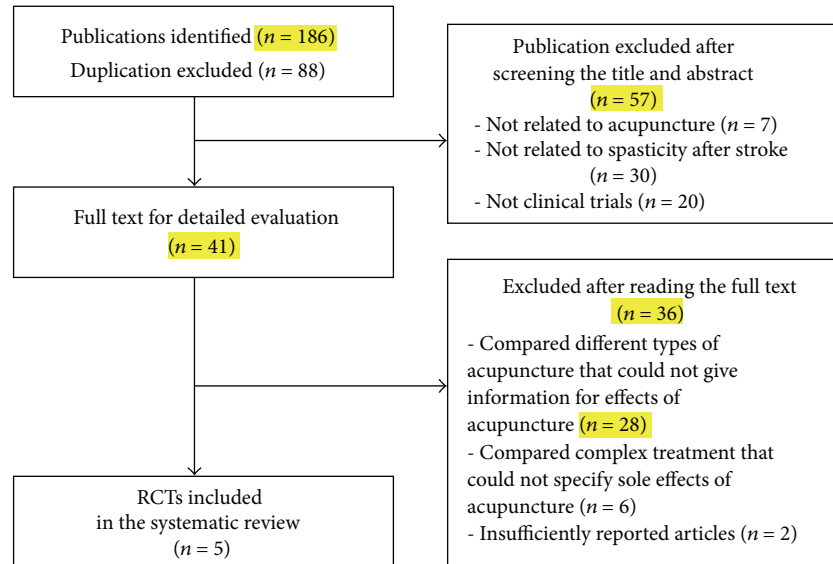 Publications identified (n = 186)
Duplication excluded (n = 88)
Publication excluded after
screening the title and abstract
(n = 57)
- Not related to acupuncture (n = 7)
- Not related to spasticity after stroke
(n = 30)
- Not clinical trials (n = 20)
Full text for detailed evaluation
(n = 41)
Excluded after reading the full text
(n = 36)
- Compared different types of
acupuncture that could not give
information for effects of
acupuncture (n = 28)
- Compared complex treatment that
could not specify sole effects of
acupuncture (n = 6)
- Insufficiently reported articles (n = 2)
RCTs included
in the systematic review
(n = 5)